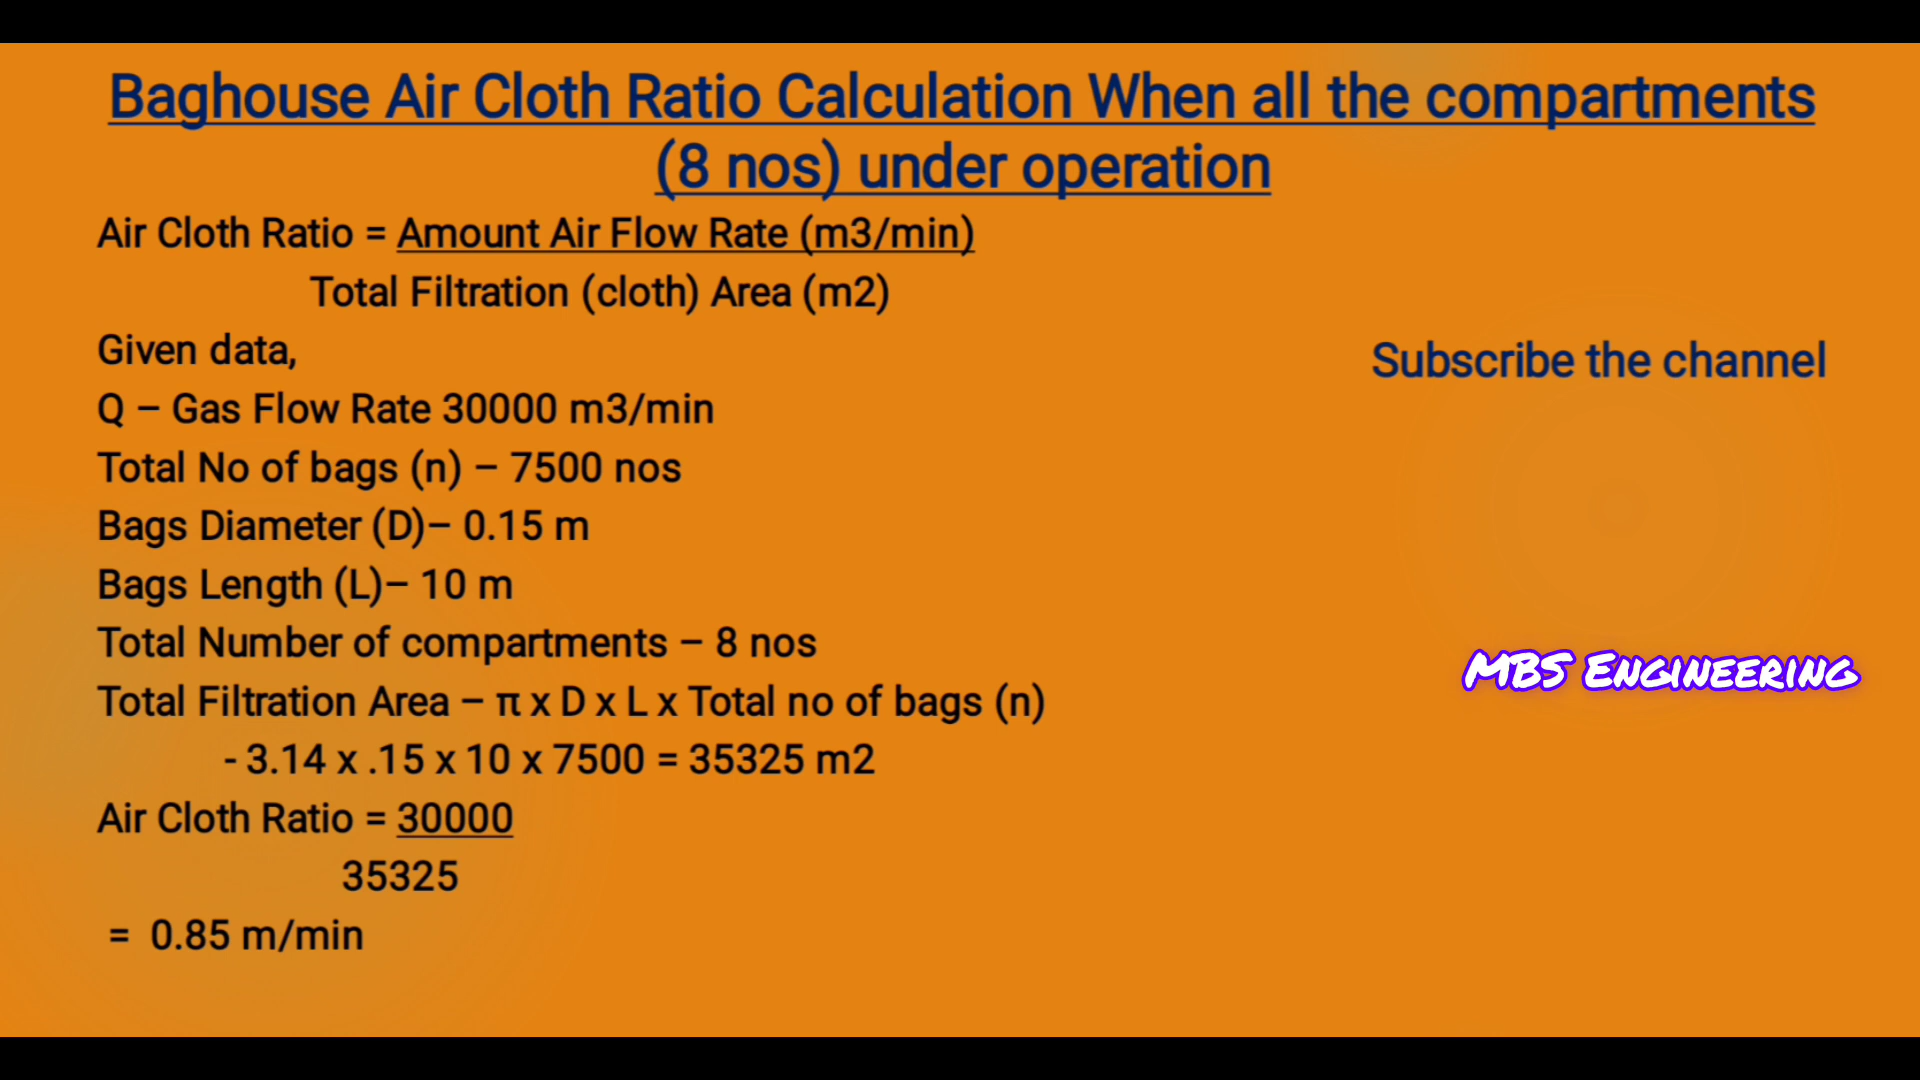 Baghouse Air Cloth Ratio Calculation When all the compartments
(8 nos) under operation
Air Cloth Ratio = Amount Air Flow Rate (m3/min)
Total Filtration (cloth) Area (m2)
Given data,
Q – Gas Flow Rate 30000 m3/min
Total No of bags (n) – 7500 nos
Bags Diameter (D)– 0.15 m
Bags Length (L)– 10 m
Total Number of compartments – 8 nos
Total Filtration Area – π x D x L x Total no of bags (n)
- 3.14 x .15 x 10 x 7500 = 35325 m2
Air Cloth Ratio = 30000
35325
= 0.85 m/min
Subscribe the channel
MBS Engineering